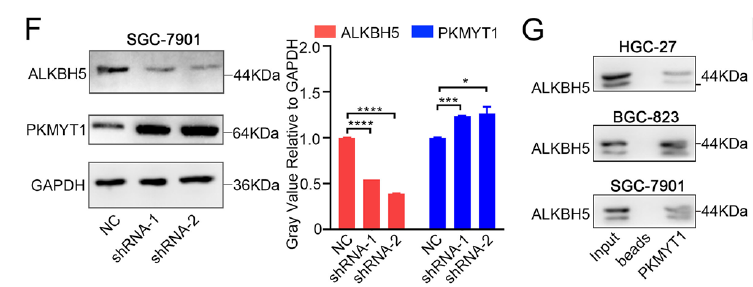 F
SGC-7901
ALKBH5
44KDa
PKMYT1
64KDa
GAPDH
36KDa
NC
shRNA-1
shRNA-2
ALKBH5
PKMYT1
Gray Value Relative to GAPDH
2.0
1.5
1.0
0.5
0
****
****
***
*
NC
shRNA-1
shRNA-2
NC
shRNA-1
shRNA-2
G
HGC-27
ALKBH5
44KDa
BGC-823
ALKBH5
44KDa
SGC-7901
ALKBH5
44KDa
Input
beads
PKMYT1